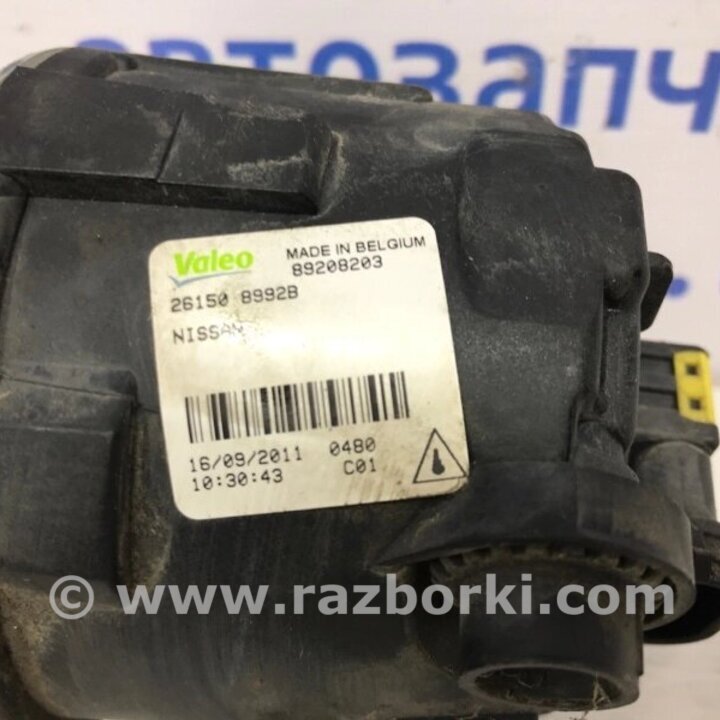 автозапч
Valeo
MADE IN BELGIUM
89208203
26150 8992B
NISSAN
16/09/2011 0480
10:30:43 C01
© www.razborki.com